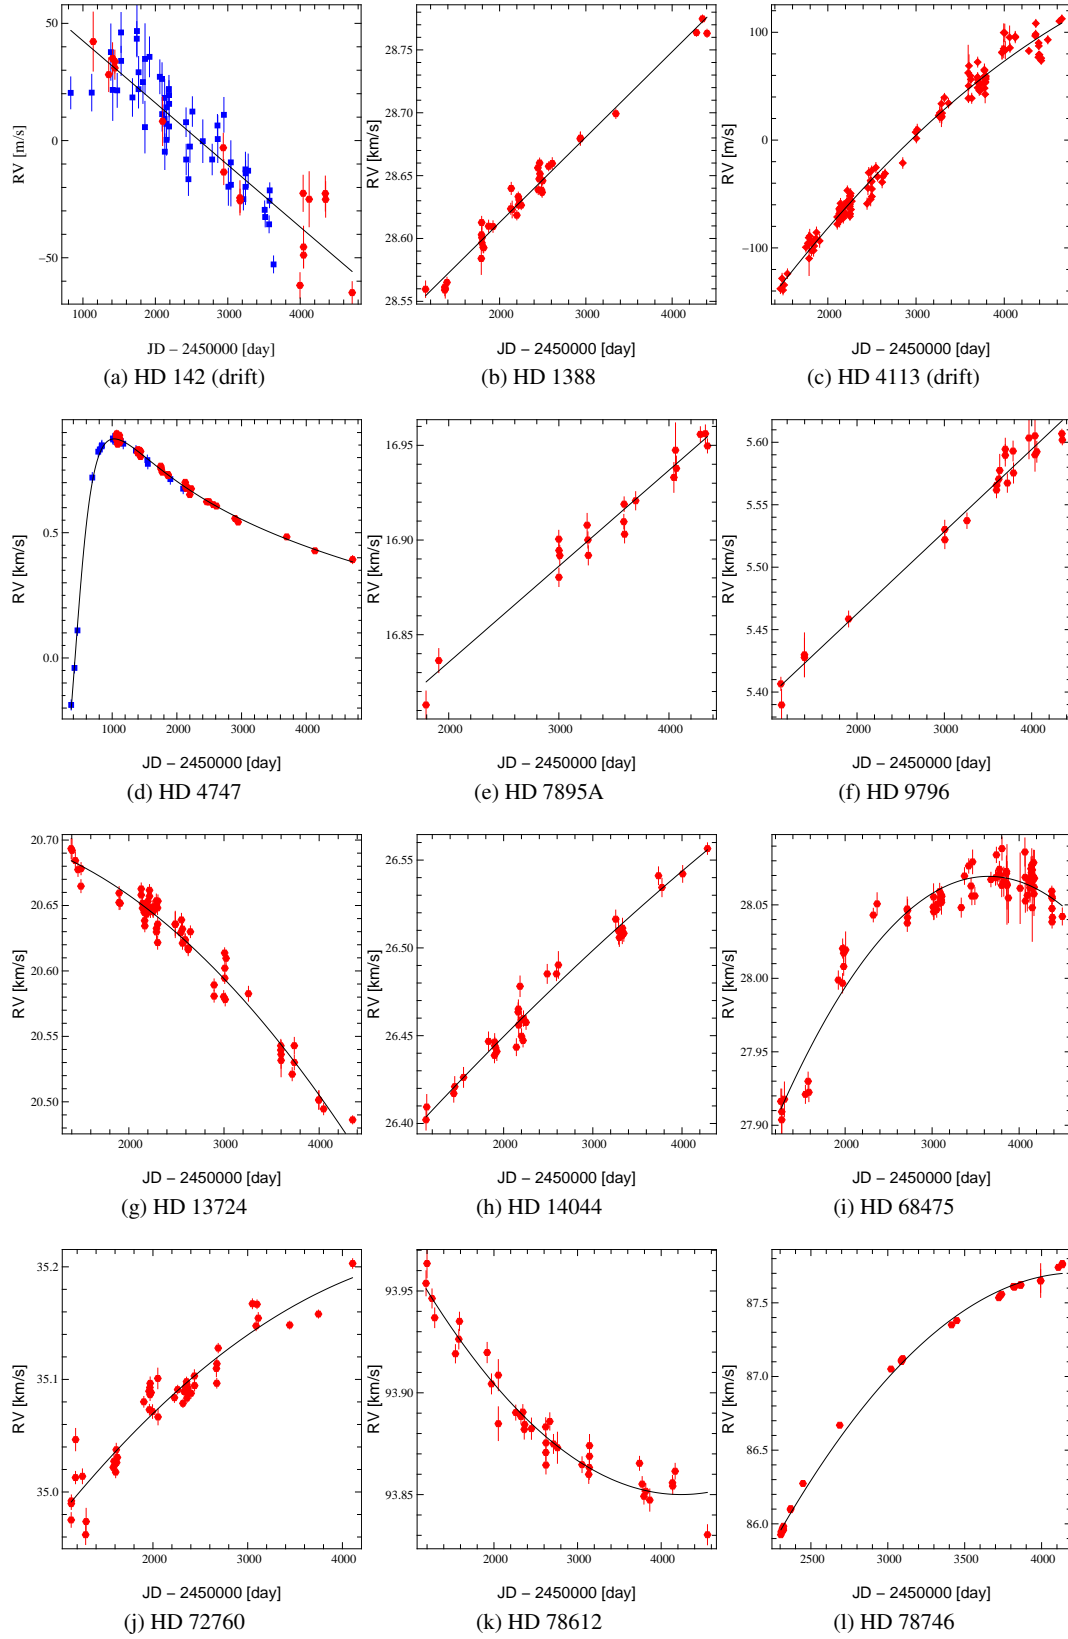 RV [m/s]
50
0
−50
1000 2000 3000 4000
JD − 2450000 [day]
(a) HD 142 (drift)
RV [km/s]
28.75
28.70
28.65
28.60
28.55
2000 3000 4000
JD − 2450000 [day]
(b) HD 1388
RV [m/s]
100
0
−100
2000 3000 4000
JD − 2450000 [day]
(c) HD 4113 (drift)
RV [km/s]
0.5
0.0
1000 2000 3000 4000
JD − 2450000 [day]
(d) HD 4747
RV [km/s]
16.95
16.90
16.85
2000 3000 4000
JD − 2450000 [day]
(e) HD 7895A
RV [km/s]
5.60
5.55
5.50
5.45
5.40
2000 3000 4000
JD − 2450000 [day]
(f) HD 9796
RV [km/s]
20.70
20.65
20.60
20.55
20.50
2000 3000 4000
JD − 2450000 [day]
(g) HD 13724
RV [km/s]
26.55
26.50
26.45
26.40
2000 3000 4000
JD − 2450000 [day]
(h) HD 14044
RV [km/s]
28.05
28.00
27.95
27.90
2000 3000 4000
JD − 2450000 [day]
(i) HD 68475
RV [km/s]
35.2
35.1
35.0
2000 3000 4000
JD − 2450000 [day]
(j) HD 72760
RV [km/s]
93.95
93.90
93.85
2000 3000 4000
JD − 2450000 [day]
(k) HD 78612
RV [km/s]
87.5
87.0
86.5
86.0
2500 3000 3500 4000
JD − 2450000 [day]
(l) HD 78746